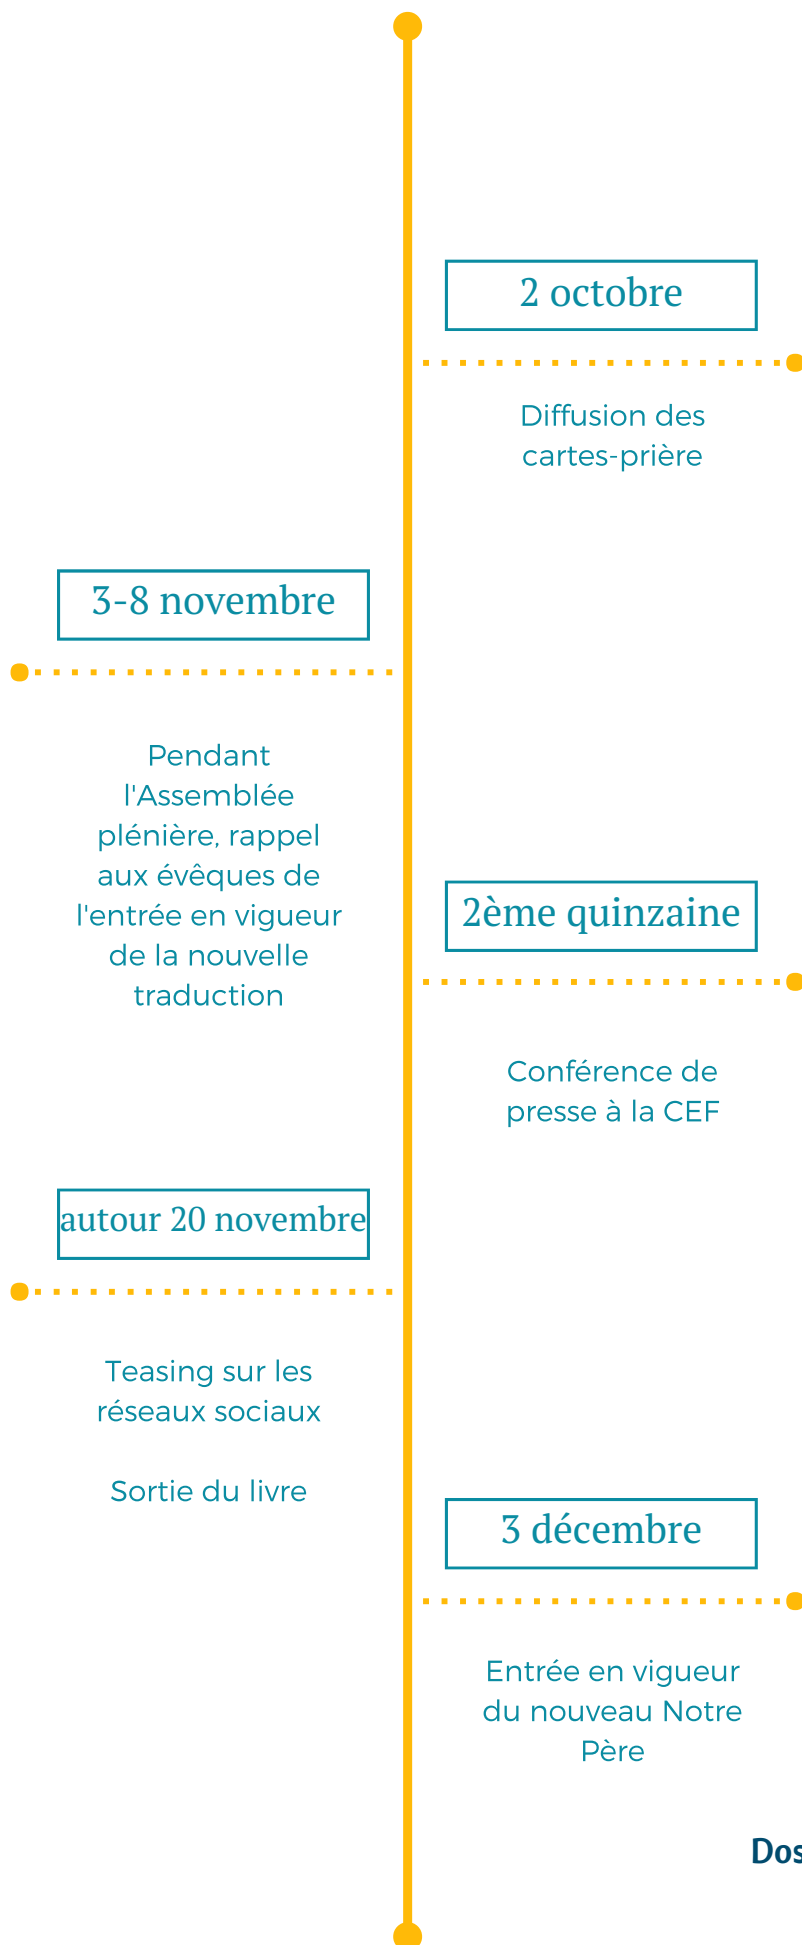 2 octobre
Diffusion des
cartes-prière
3-8 novembre
Pendant
l'Assemblée
plénière, rappel
aux évêques de
l'entrée en vigueur
de la nouvelle
traduction
2ème quinzaine
Conférence de
presse à la CEF
autour 20 novembre
Teasing sur les
réseaux sociaux
Sortie du livre
3 décembre
Entrée en vigueur
du nouveau Notre
Père